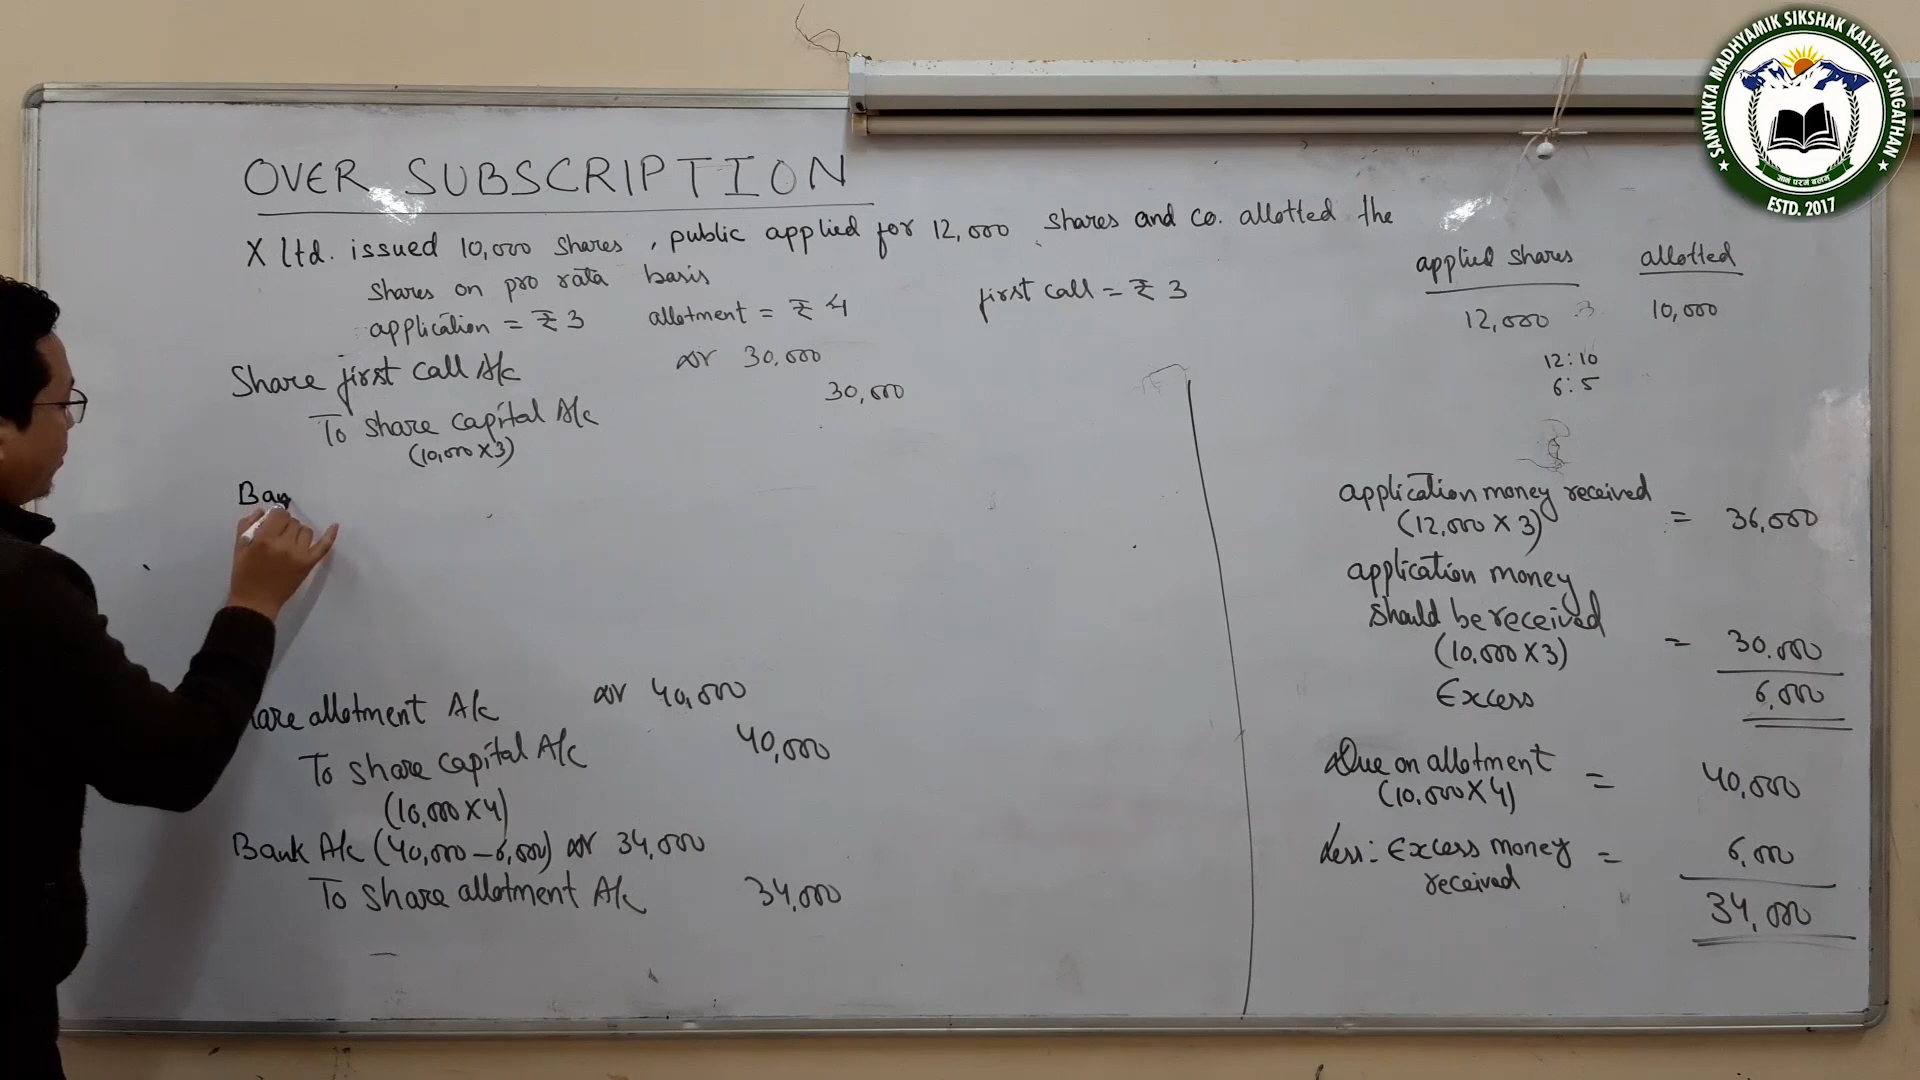 OVER SUBSCRIPTION
X ltd. issued 10,000 shares, public applied for 12,000 shares and co. allotted the
shares on pro rata basis
application = ₹ 3 allotment = ₹ 4 first call = ₹ 3
Share first call A/c dr 30,000
To share capital A/c 30,000
(10,000 X 3)
Ban
hare allotment A/c dr 40,000
To share capital A/c 40,000
(10,000 X 4)
Bank A/c (40,000 – 6,000) dr 34,000
To share allotment A/c 34,000
applied shares allotted
12,000 10,000
12:10
6:5
application money received
(12,000 X 3) = 36,000
application money
should be received
(10,000 X 3) = 30,000
Excess 6,000
Due on allotment
(10,000 X 4) = 40,000
Less: Excess money = 6,000
received
34,000
SANYUKTA MADHYAMIK SIKSHAK KALYAN SANGATHAN
ESTD. 2017